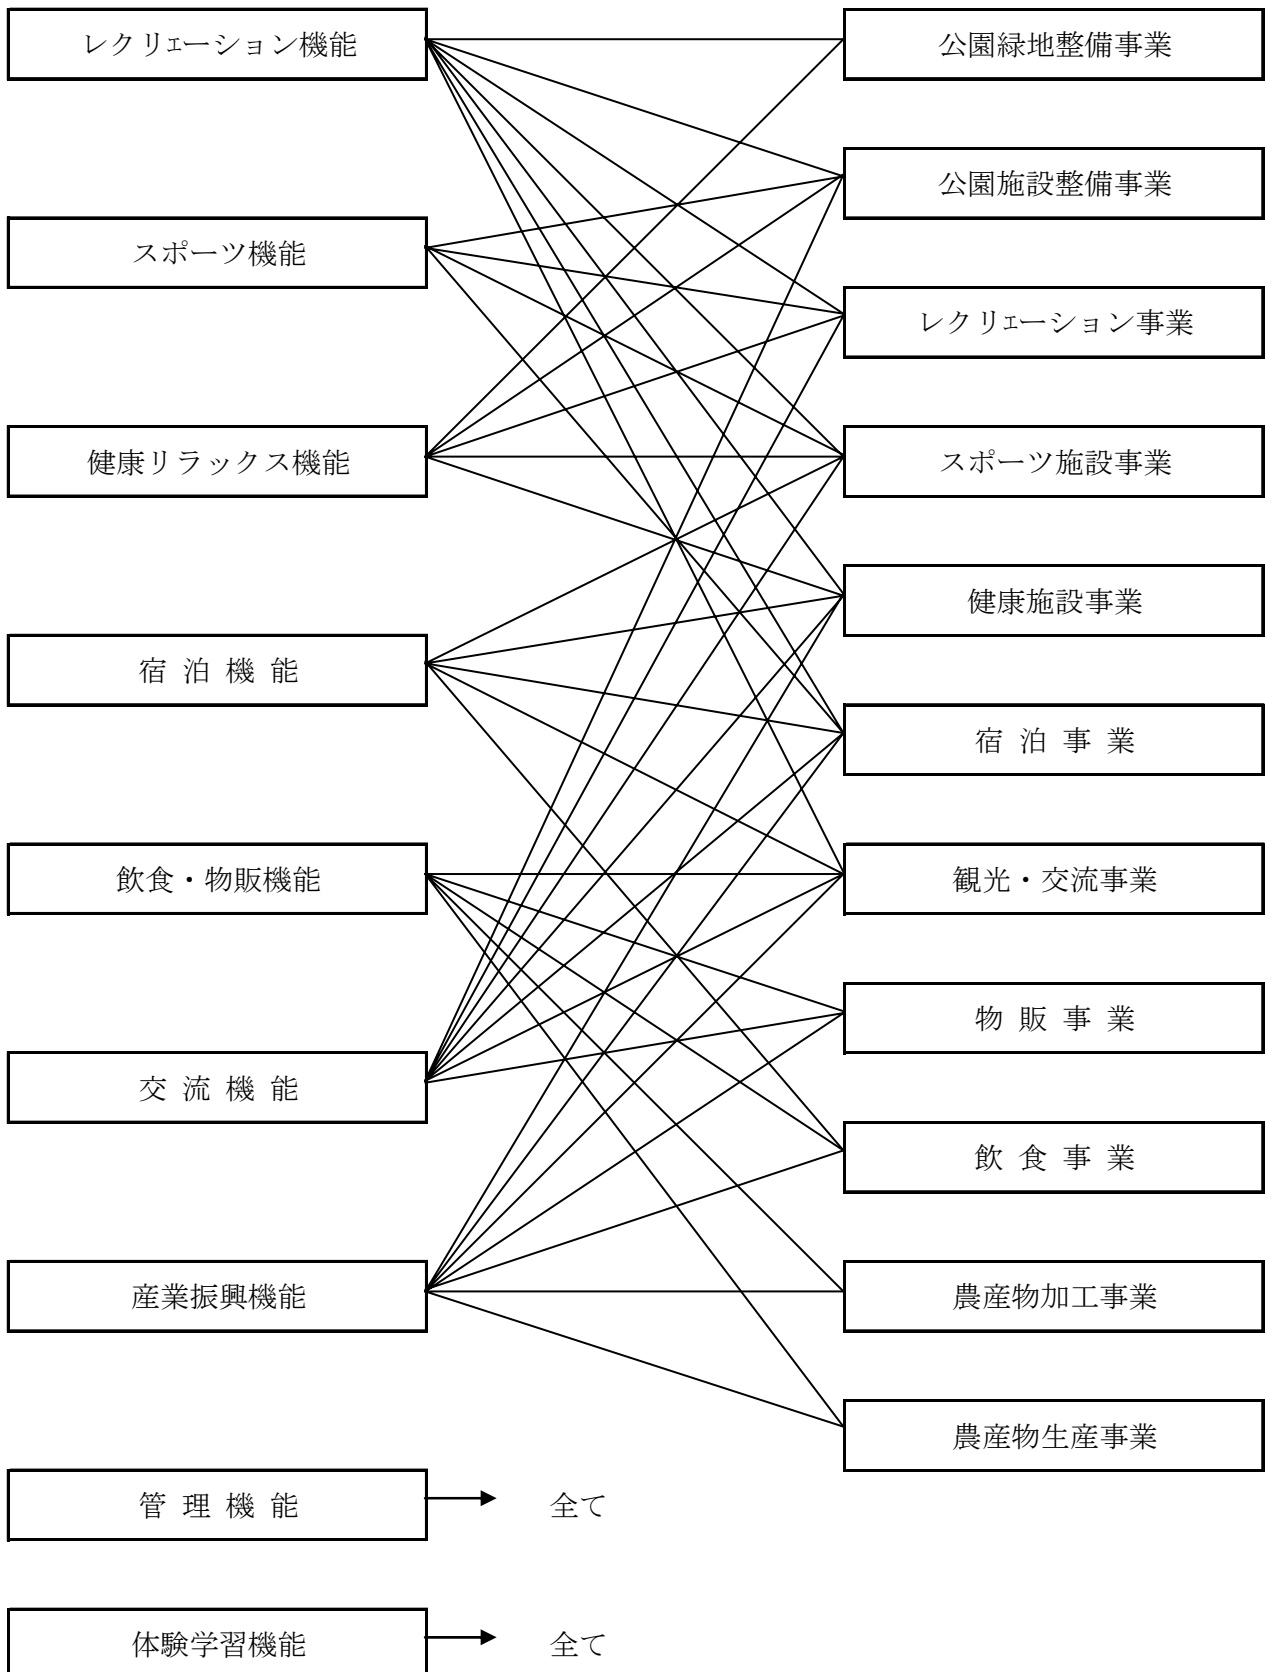 レクリエーション機能
公園緑地整備事業
公園施設整備事業
スポーツ機能
レクリエーション事業
健康リラックス機能
スポーツ施設事業
健康施設事業
宿 泊 機 能
宿 泊 事 業
飲食・物販機能
観光・交流事業
物 販 事 業
交 流 機 能
飲 食 事 業
産業振興機能
農産物加工事業
農産物生産事業
管 理 機 能
全て
体験学習機能
全て